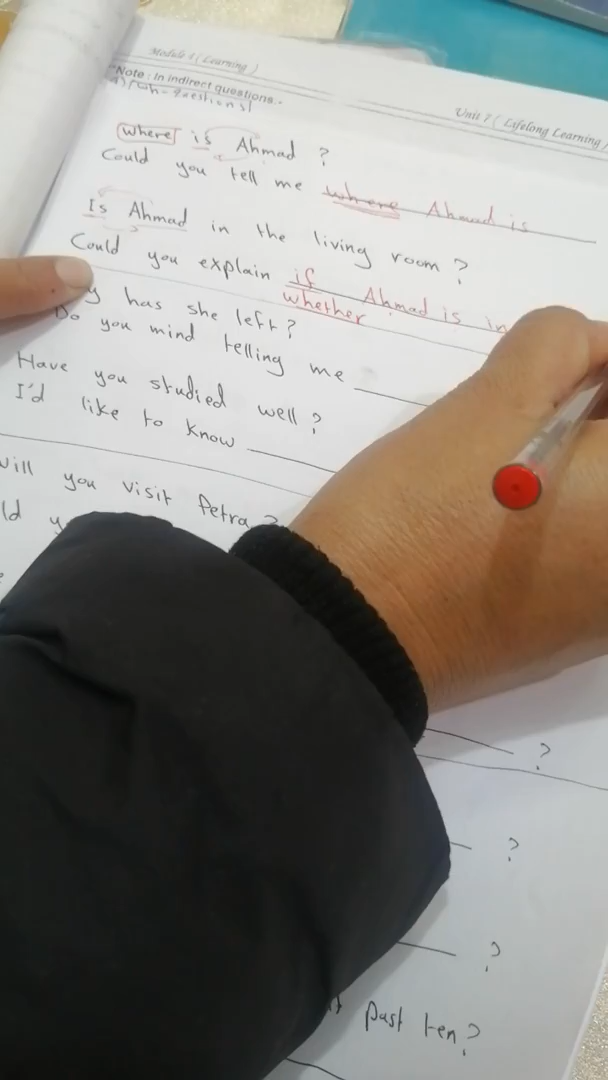 Module 4 ( Learning )
Unit 7 ( Lifelong Learning )
*Note : In indirect questions.-
where is Ahmad ?
Could you tell me where Ahmad is
Is Ahmad in the living room ?
Could you explain if Ahmad is in
whether
y has she left ?
Do you mind telling me
Have you studied well ?
I'd like to know
will you visit Petra ?
past ten ?
?
?
?